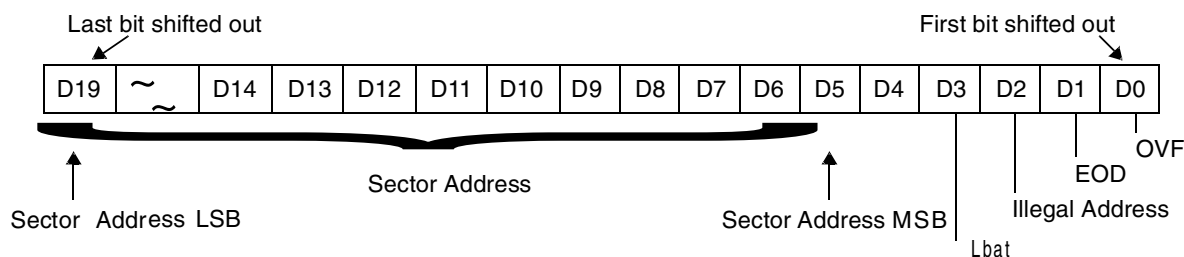 Last bit shifted out First bit shifted out
D19 ~ ~ D14 D13 D12 D11 D10 D9 D8 D7 D6 D5 D4 D3 D2 D1 D0
OVF
EOD
Sector Address
Illegal Address
Sector Address LSB Sector Address MSB
Lbat